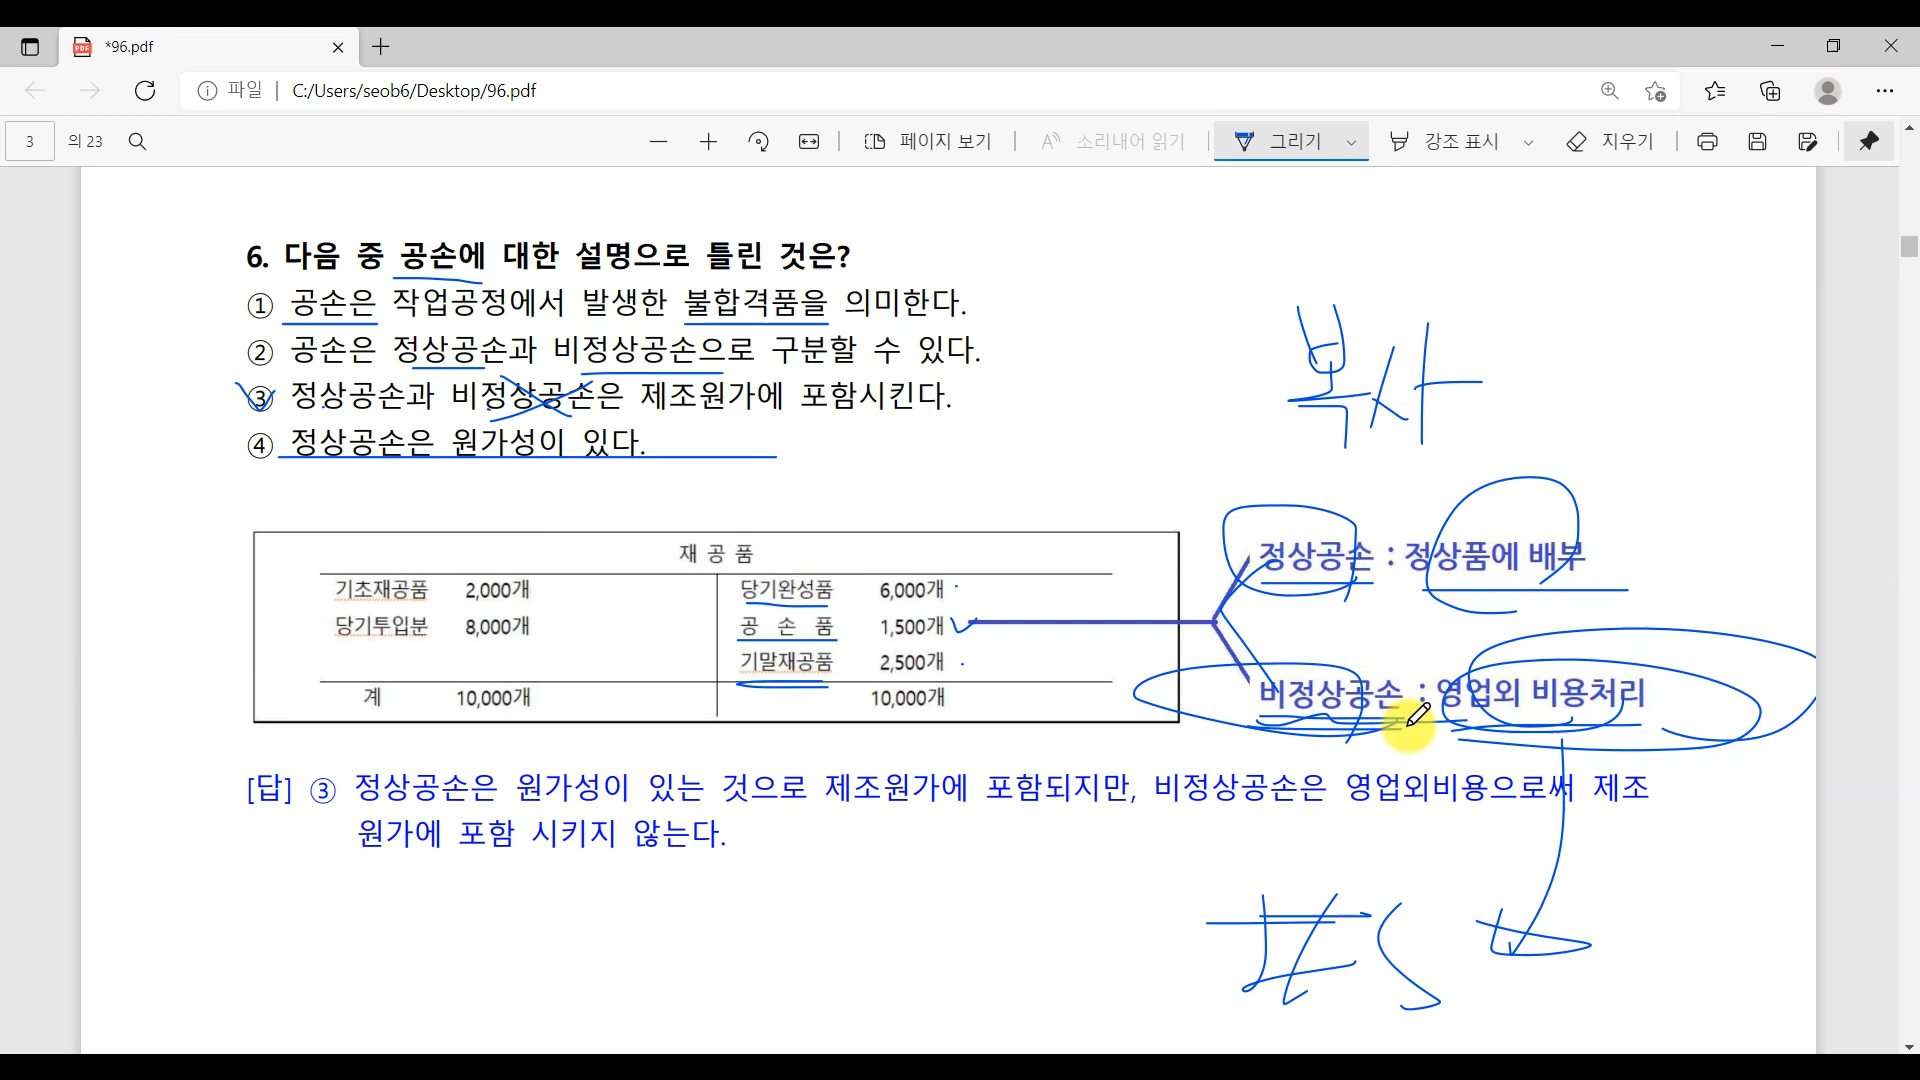 *96.pdf
파일 | C:/Users/seob6/Desktop/96.pdf
3 의 23 페이지 보기 소리내어 읽기 그리기 강조 표시 지우기
6. 다음 중 공손에 대한 설명으로 틀린 것은?
① 공손은 작업공정에서 발생한 불합격품을 의미한다.
② 공손은 정상공손과 비정상공손으로 구분할 수 있다.
③ 정상공손과 비정상공손은 제조원가에 포함시킨다.
④ 정상공손은 원가성이 있다.
재 공 품
기초재공품 2,000개 당기완성품 6,000개
당기투입분 8,000개 공 손 품 1,500개
기말재공품 2,500개
계 10,000개 10,000개
정상공손 : 정상품에 배부
비정상공손 : 영업외 비용처리
[답] ③ 정상공손은 원가성이 있는 것으로 제조원가에 포함되지만, 비정상공손은 영업외비용으로써 제조
원가에 포함 시키지 않는다.